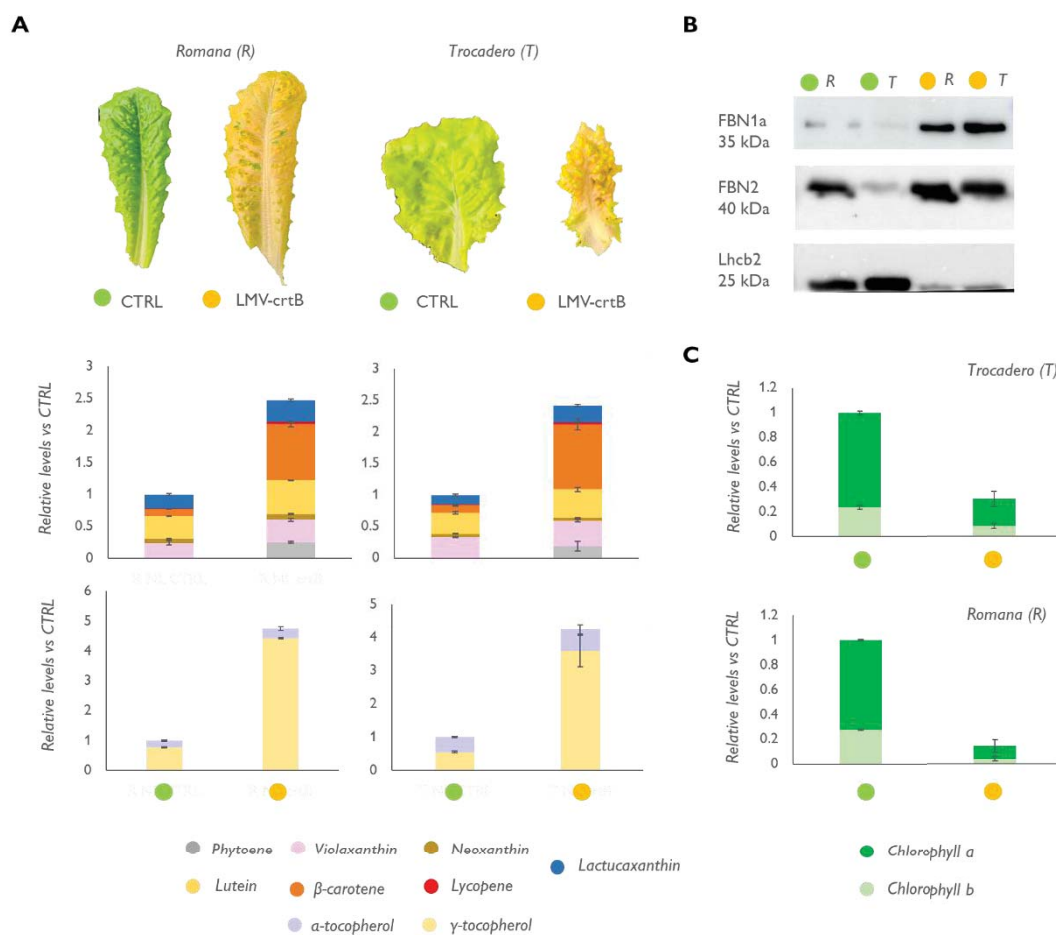 A
Romana (R)
Trocadero (T)
CTRL
LMV-crtB
CTRL
LMV-crtB
Relative levels vs CTRL
3
2.5
2
1.5
1
0.5
0
3
2.5
2
1.5
1
0.5
0
R NL CTRL
R NL crtB
Relative levels vs CTRL
6
5
4
3
2
1
0
5
4
3
2
1
0
Phytoene
Violaxanthin
Neoxanthin
Lactucaxanthin
Lutein
β-carotene
Lycopene
α-tocopherol
γ-tocopherol
B
R
T
R
T
FBN1a
35 kDa
FBN2
40 kDa
Lhcb2
25 kDa
C
Trocadero (T)
Relative levels vs CTRL
1.2
1
0.8
0.6
0.4
0.2
0
Romana (R)
Relative levels vs CTRL
1.2
1
0.8
0.6
0.4
0.2
0
Chlorophyll a
Chlorophyll b